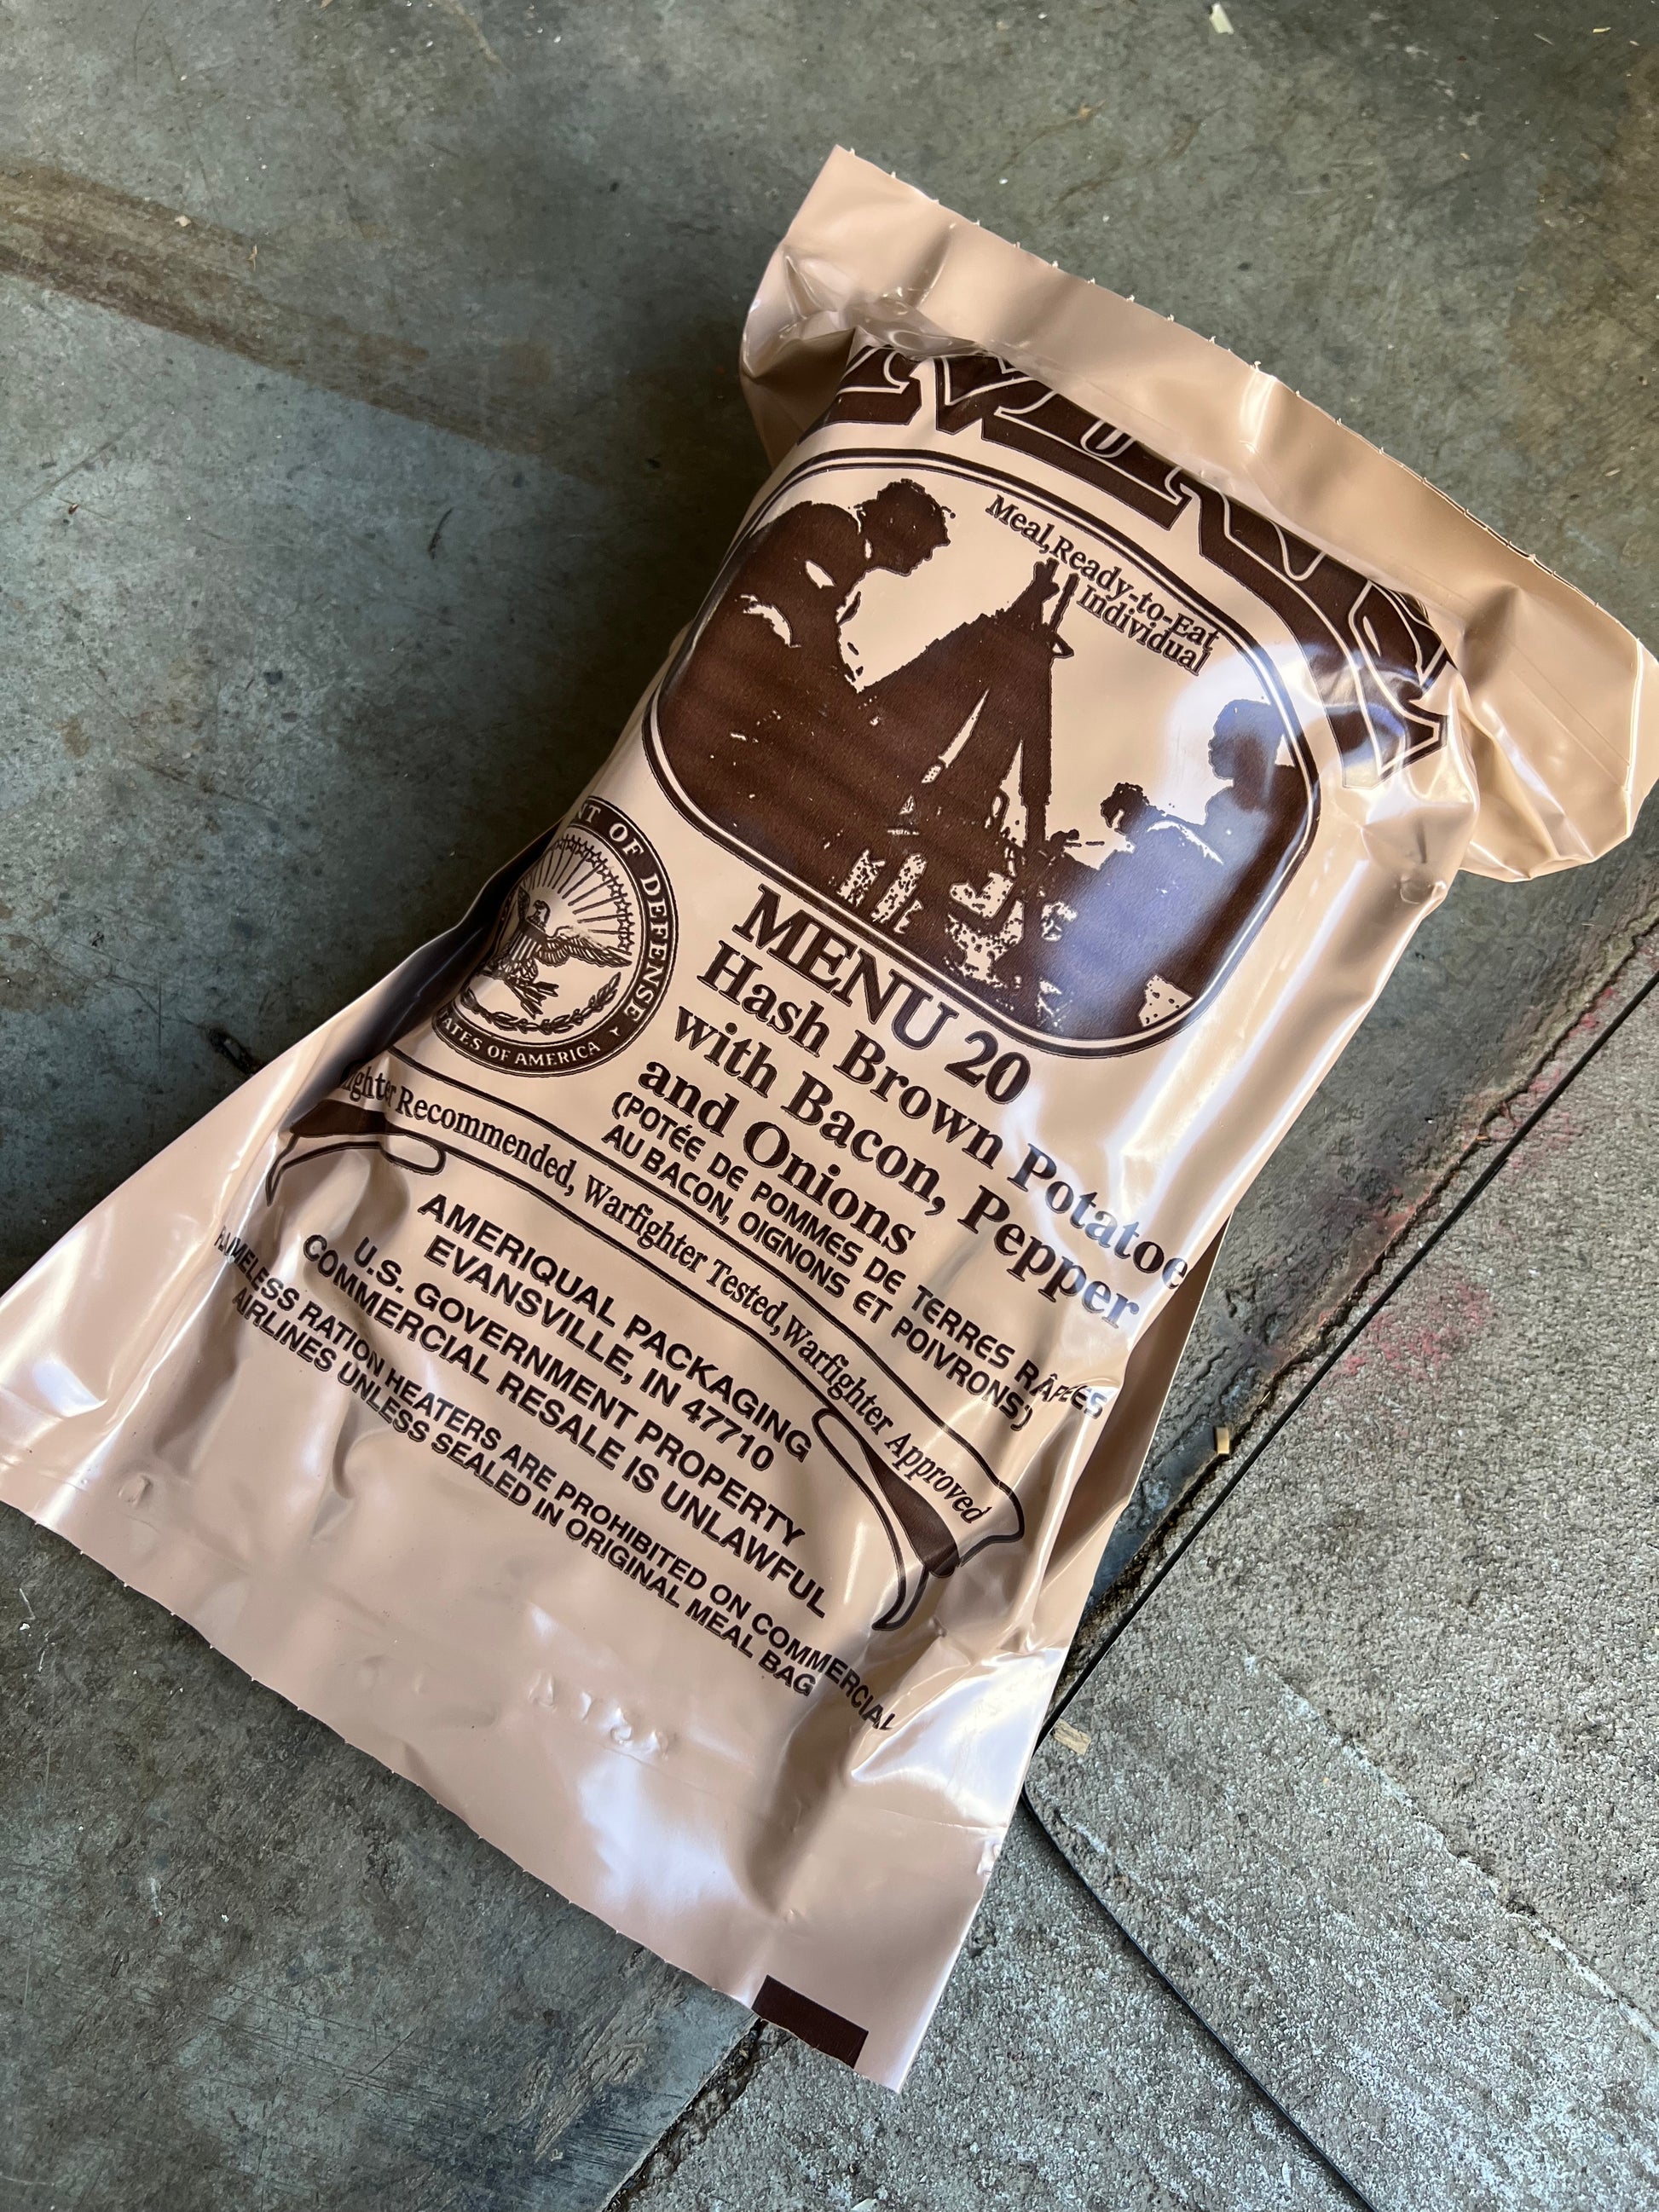 MRE
Meal, Ready-to-Eat
Individual
OF DEFENSE
OF AMERICA
MENU 20
Hash Brown Potatoe
with Bacon, Pepper
and Onions
(POTÉE DE POMMES DE TERRES RÂPÉES
AU BACON, OIGNONS ET POIVRONS)
Recommended, Warfighter Tested, Warfighter Approved
AMERIQUAL PACKAGING
EVANSVILLE, IN 47710
U.S. GOVERNMENT PROPERTY
COMMERCIAL RESALE IS UNLAWFUL
FLAMELESS RATION HEATERS ARE PROHIBITED ON COMMERCIAL
AIRLINES UNLESS SEALED IN ORIGINAL MEAL BAG